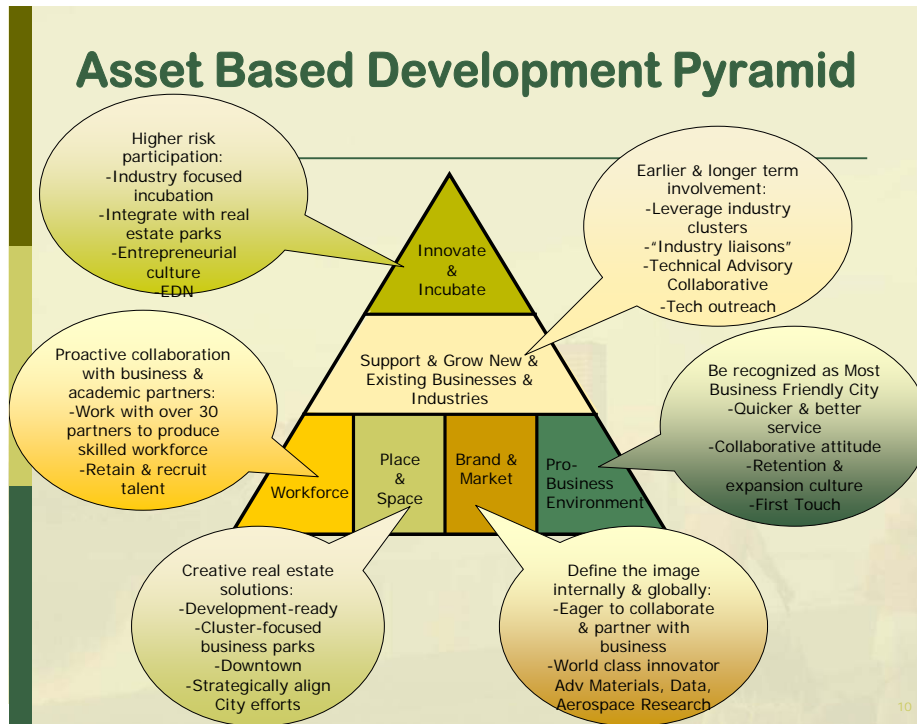 Asset Based Development Pyramid
Higher risk
participation:
-Industry focused
incubation
-Integrate with real
estate parks
-Entrepreneurial
culture
-EDN
Earlier & longer term
involvement:
-Leverage industry
clusters
-“Industry liaisons”
-Technical Advisory
Collaborative
-Tech outreach
Innovate
&
Incubate
Support & Grow New &
Existing Businesses &
Industries
Proactive collaboration
with business &
academic partners:
-Work with over 30
partners to produce
skilled workforce
-Retain & recruit
talent
Be recognized as Most
Business Friendly City
-Quicker & better
service
-Collaborative attitude
-Retention &
expansion culture
-First Touch
Workforce
Place
&
Space
Brand &
Market
Pro-
Business
Environment
Creative real estate
solutions:
-Development-ready
-Cluster-focused
business parks
-Downtown
-Strategically align
City efforts
Define the image
internally & globally:
-Eager to collaborate
& partner with
business
-World class innovator
Adv Materials, Data,
Aerospace Research
10